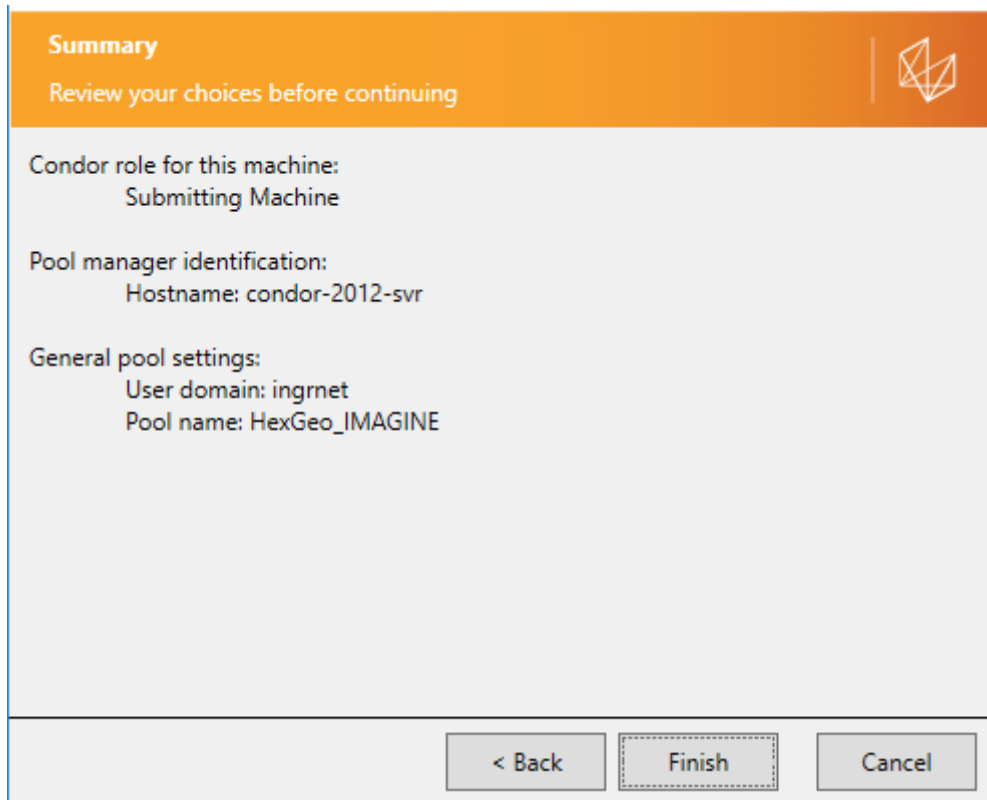 Summary
Review your choices before continuing
Condor role for this machine:
Submitting Machine
Pool manager identification:
Hostname: condor-2012-svr
General pool settings:
User domain: ingrnet
Pool name: HexGeo_IMAGINE
< Back
Finish
Cancel